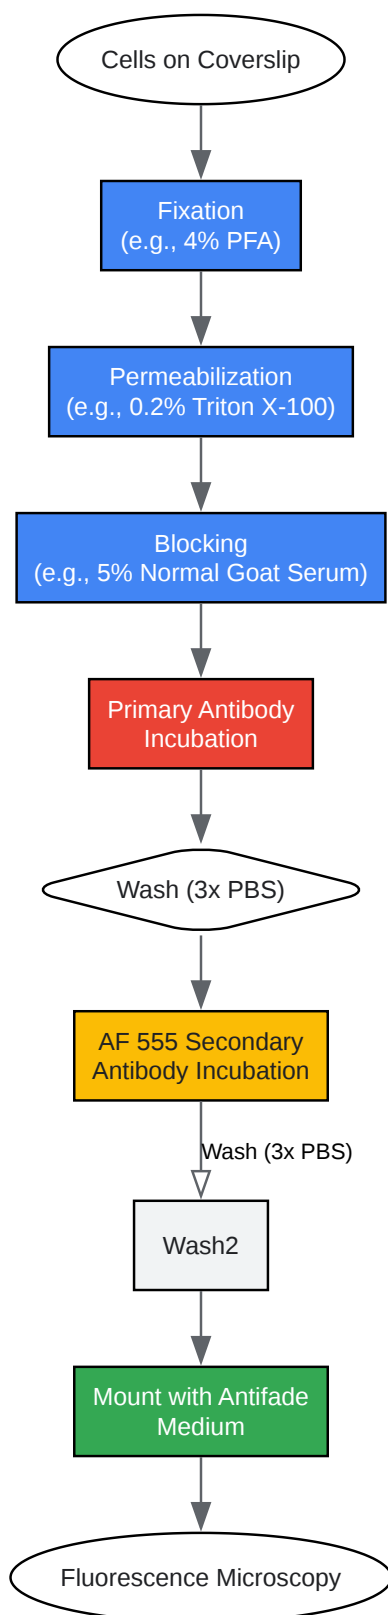 Cells on Coverslip
Fixation
(e.g., 4% PFA)
Permeabilization
(e.g., 0.2% Triton X-100)
Blocking
(e.g., 5% Normal Goat Serum)
Primary Antibody
Incubation
Wash (3x PBS)
AF 555 Secondary
Antibody Incubation
Wash (3x PBS)
Wash2
Mount with Antifade
Medium
Fluorescence Microscopy